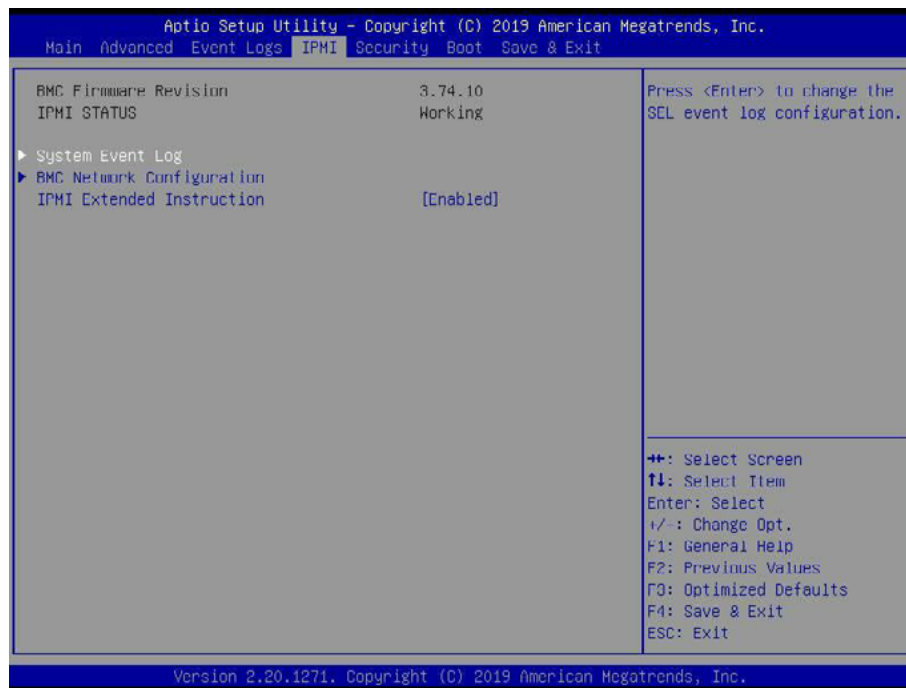 Aptio Setup Utility – Copyright (C) 2019 American Megatrends, Inc.
Main Advanced Event Logs IPMI Security Boot Save & Exit
BMC Firmware Revision 3.74.10
IPMI STATUS Working
▶ System Event Log
▶ BMC Network Configuration
IPMI Extended Instruction [Enabled]
Press <Enter> to change the
SEL event log configuration.
→←: Select Screen
↑↓: Select Item
Enter: Select
+/-: Change Opt.
F1: General Help
F2: Previous Values
F3: Optimized Defaults
F4: Save & Exit
ESC: Exit
Version 2.20.1271. Copyright (C) 2019 American Megatrends, Inc.